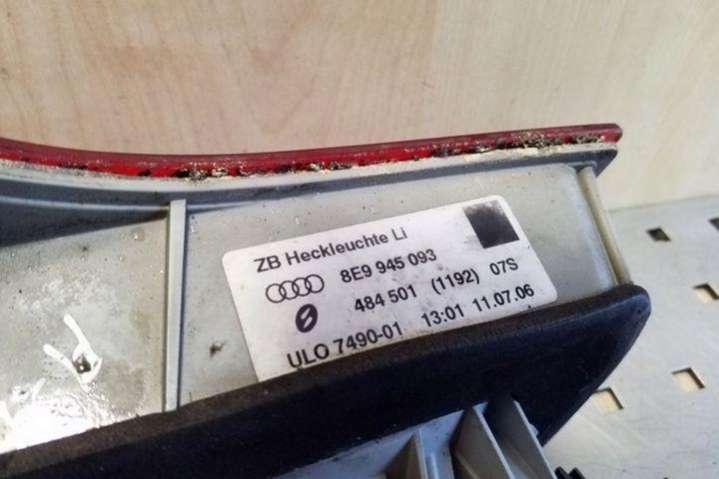 ZB Heckleuchte Li
8E9 945 093
484 501 (1192) 07S
ULO 7490-01 13:01 11.07.06